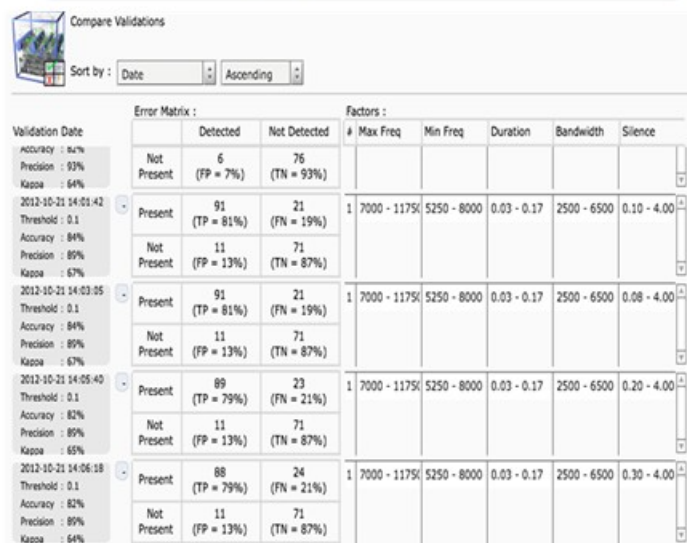 Compare Validations
Sort by : Date Ascending
Error Matrix : Factors :
Validation Date Detected Not Detected # Max Freq Min Freq Duration Bandwidth Silence
Accuracy : 82%
Precision : 93%
Kappa : 64%
Not Present 6 (FP = 7%) 76 (TN = 93%)
2012-10-21 14:01:42
Threshold : 0.1
Accuracy : 84%
Precision : 89%
Kappa : 67%
Present 91 (TP = 81%) 21 (FN = 19%)
Not Present 11 (FP = 13%) 71 (TN = 87%)
1 7000 - 11750 5250 - 8000 0.03 - 0.17 2500 - 6500 0.10 - 4.00
2012-10-21 14:03:05
Threshold : 0.1
Accuracy : 84%
Precision : 89%
Kappa : 67%
Present 91 (TP = 81%) 21 (FN = 19%)
Not Present 11 (FP = 13%) 71 (TN = 87%)
1 7000 - 11750 5250 - 8000 0.03 - 0.17 2500 - 6500 0.08 - 4.00
2012-10-21 14:05:40
Threshold : 0.1
Accuracy : 82%
Precision : 89%
Kappa : 65%
Present 89 (TP = 79%) 23 (FN = 21%)
Not Present 11 (FP = 13%) 71 (TN = 87%)
1 7000 - 11750 5250 - 8000 0.03 - 0.17 2500 - 6500 0.20 - 4.00
2012-10-21 14:06:18
Threshold : 0.1
Accuracy : 82%
Precision : 89%
Kappa : 64%
Present 88 (TP = 79%) 24 (FN = 21%)
Not Present 11 (FP = 13%) 71 (TN = 87%)
1 7000 - 11750 5250 - 8000 0.03 - 0.17 2500 - 6500 0.30 - 4.00